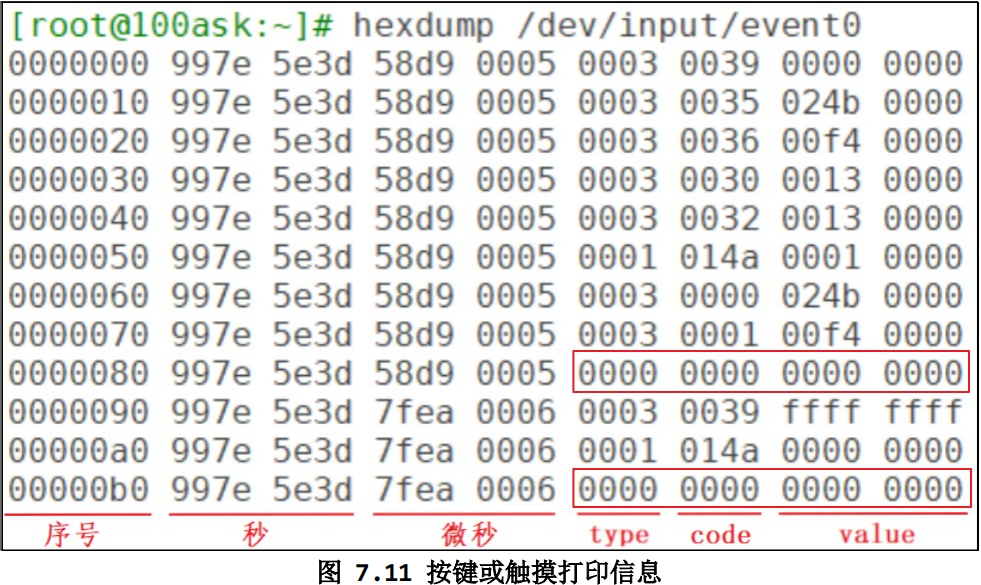 [root@100ask:~]# hexdump /dev/input/event0
0000000 997e 5e3d 58d9 0005 0003 0039 0000 0000
0000010 997e 5e3d 58d9 0005 0003 0035 024b 0000
0000020 997e 5e3d 58d9 0005 0003 0036 00f4 0000
0000030 997e 5e3d 58d9 0005 0003 0030 0013 0000
0000040 997e 5e3d 58d9 0005 0003 0032 0013 0000
0000050 997e 5e3d 58d9 0005 0001 014a 0001 0000
0000060 997e 5e3d 58d9 0005 0003 0000 024b 0000
0000070 997e 5e3d 58d9 0005 0003 0001 00f4 0000
0000080 997e 5e3d 58d9 0005 0000 0000 0000 0000
0000090 997e 5e3d 7fea 0006 0003 0039 ffff ffff
00000a0 997e 5e3d 7fea 0006 0001 014a 0000 0000
00000b0 997e 5e3d 7fea 0006 0000 0000 0000 0000
序号 秒 微秒 type code value
图 7.11 按键或触摸打印信息